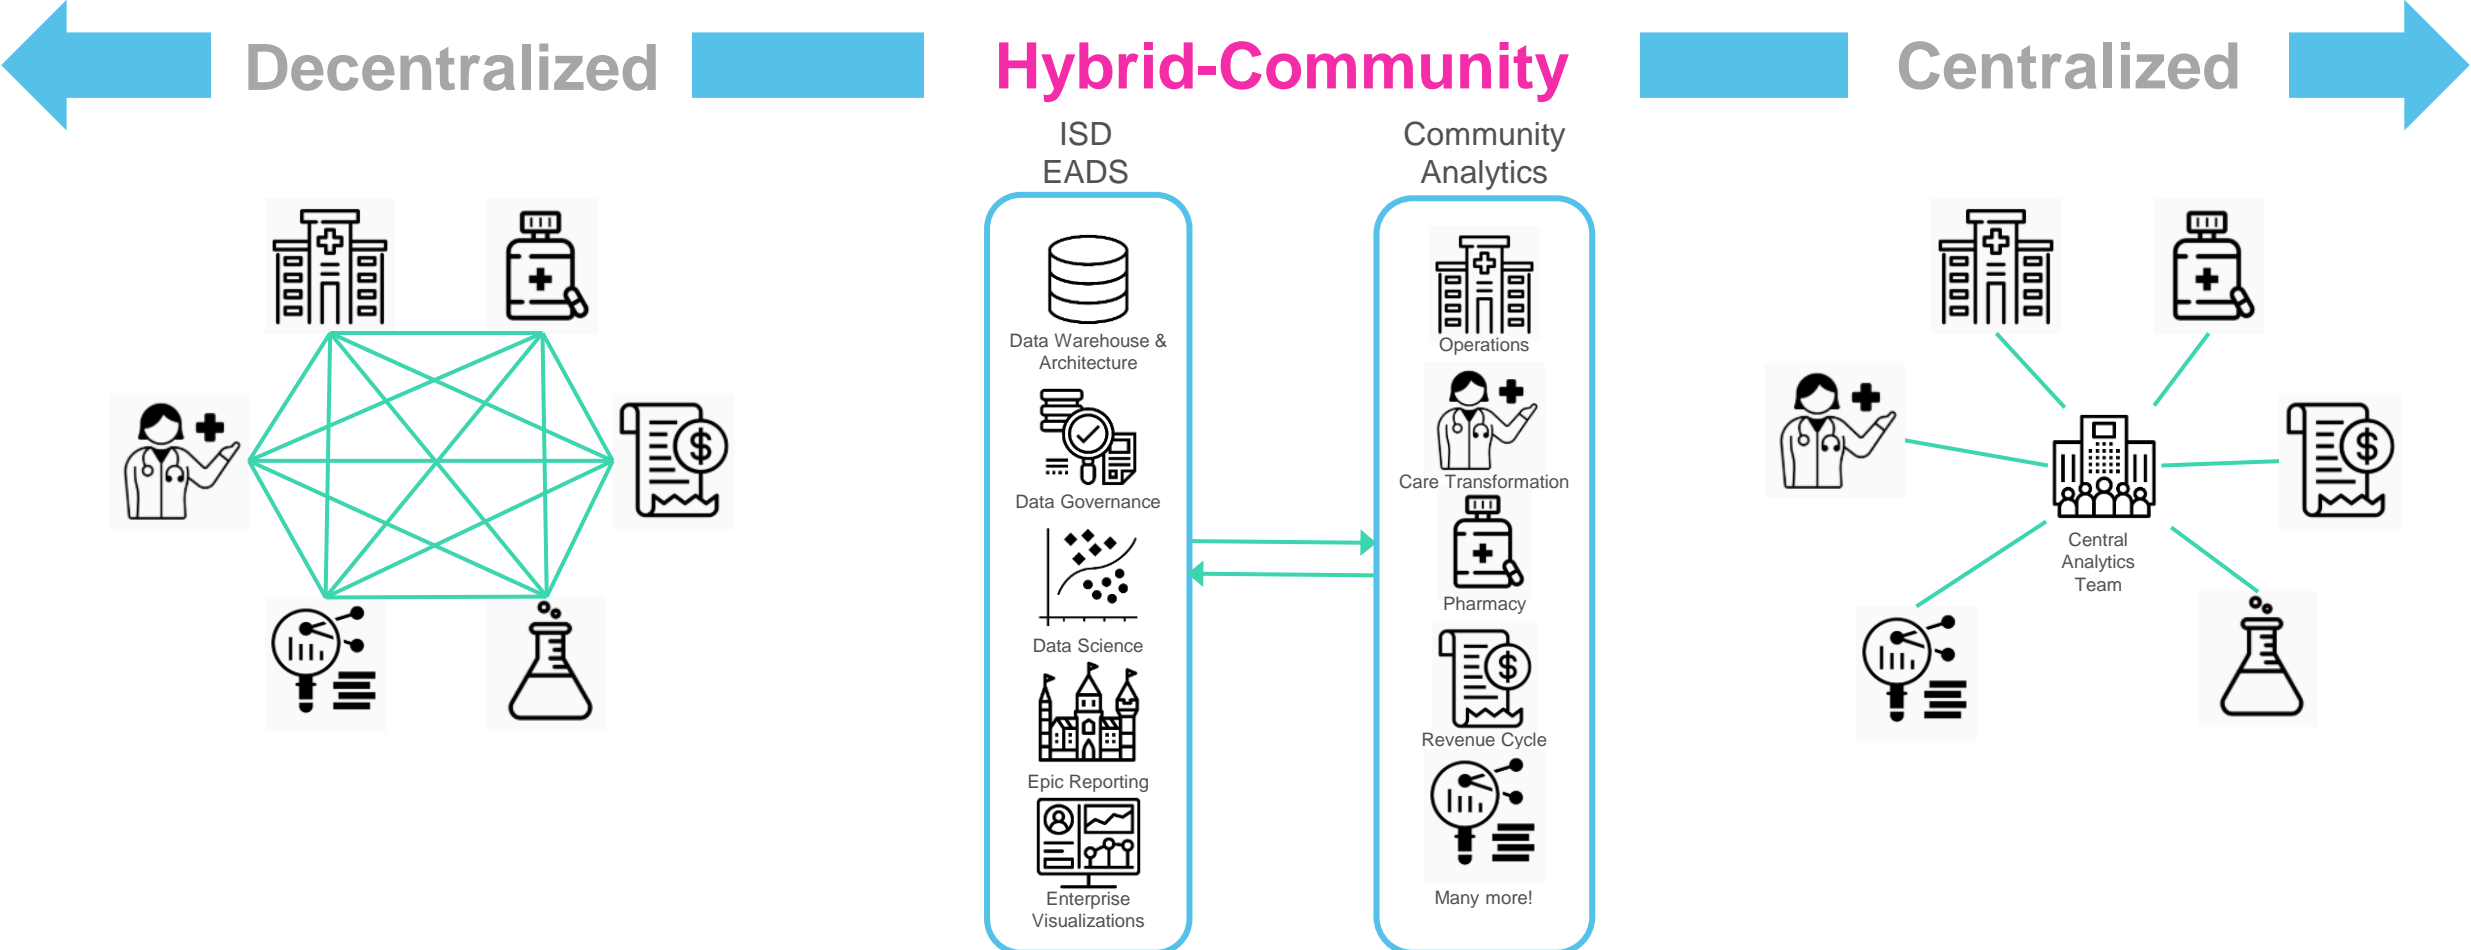 Decentralized
Hybrid-Community
Centralized
ISD
EADS
Data Warehouse &
Architecture
Data Governance
Data Science
Epic Reporting
Enterprise
Visualizations
Community
Analytics
Operations
Care Transformation
Pharmacy
$
Revenue Cycle
Many more!
$
$
Central
Analytics
Team